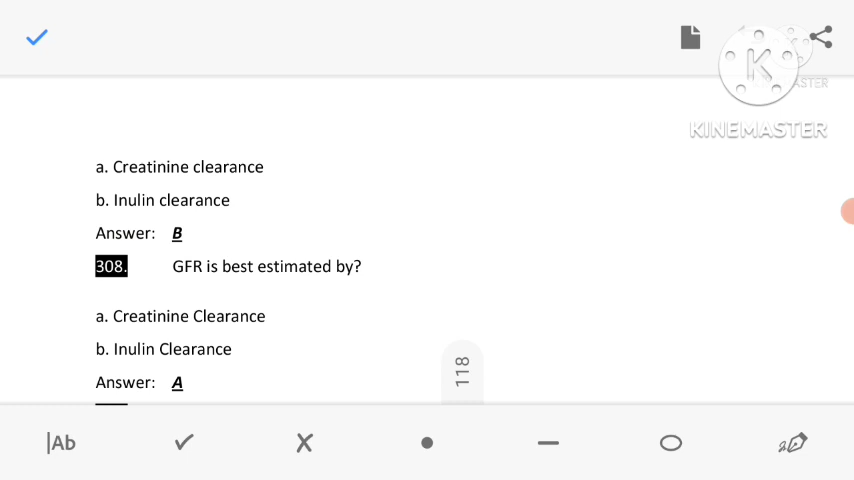 ASTER
KINEMASTER
a. Creatinine clearance
b. Inulin clearance
Answer: B
308. GFR is best estimated by?
a. Creatinine Clearance
b. Inulin Clearance
Answer: A
118
|Ab